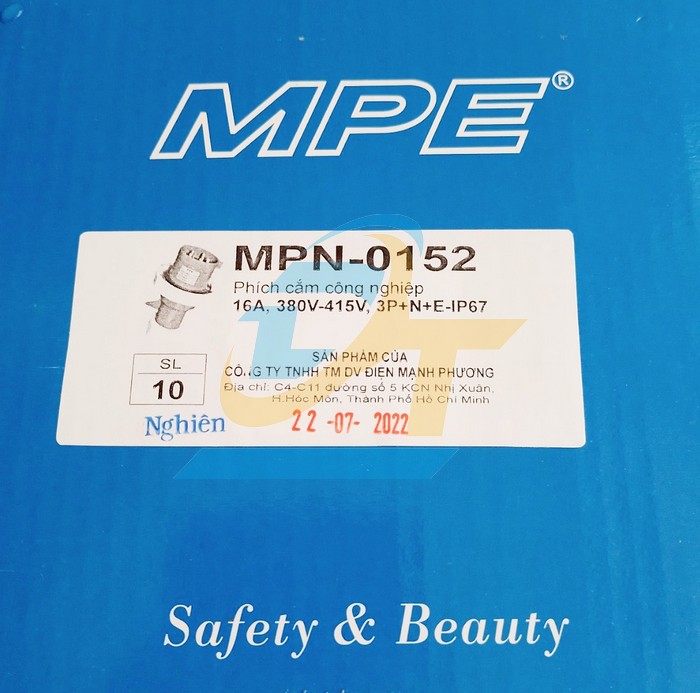 MPE®
MPN-0152
Phích cắm công nghiệp
16A, 380V-415V, 3P+N+E-IP67
SL
10
SẢN PHẨM CỦA
CÔNG TY TNHH TM DV ĐIỆN MẠNH PHƯƠNG
Địa chỉ: C4-C11 đường số 5 KCN Nhị Xuân,
H.Hóc Môn, Thành Phố Hồ Chí Minh
Nghiên
22-07-2022
Safety & Beauty